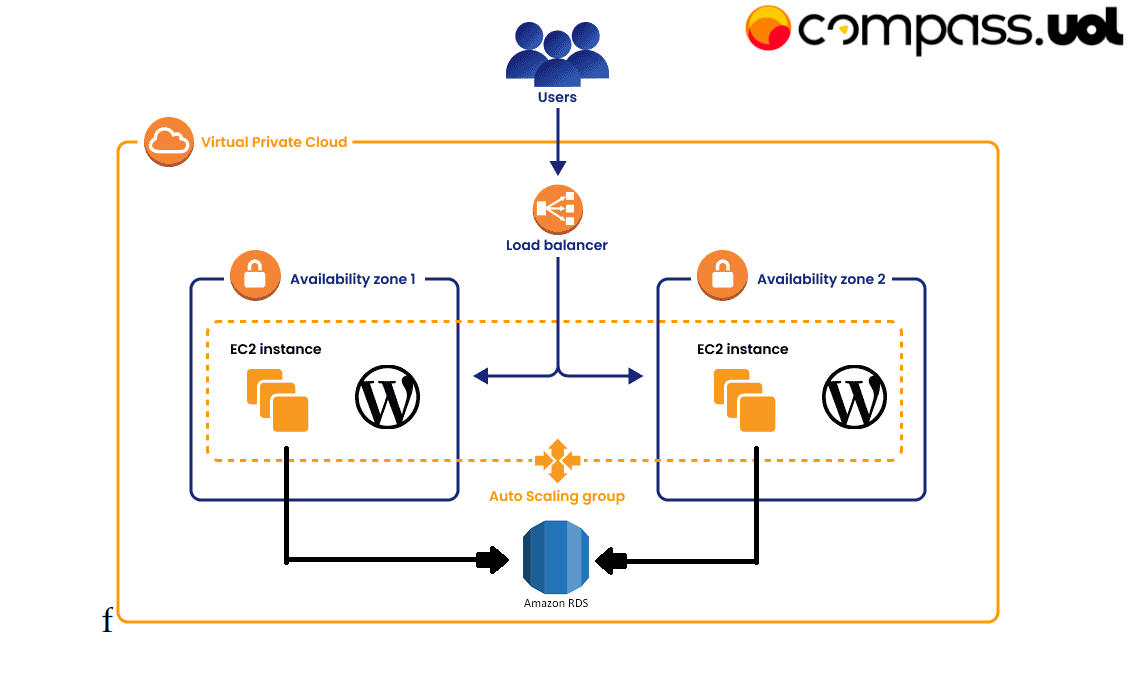 compass.uol
Users
Virtual Private Cloud
Load balancer
Availability zone 1
Availability zone 2
EC2 instance
EC2 instance
Auto Scaling group
Amazon RDS
f